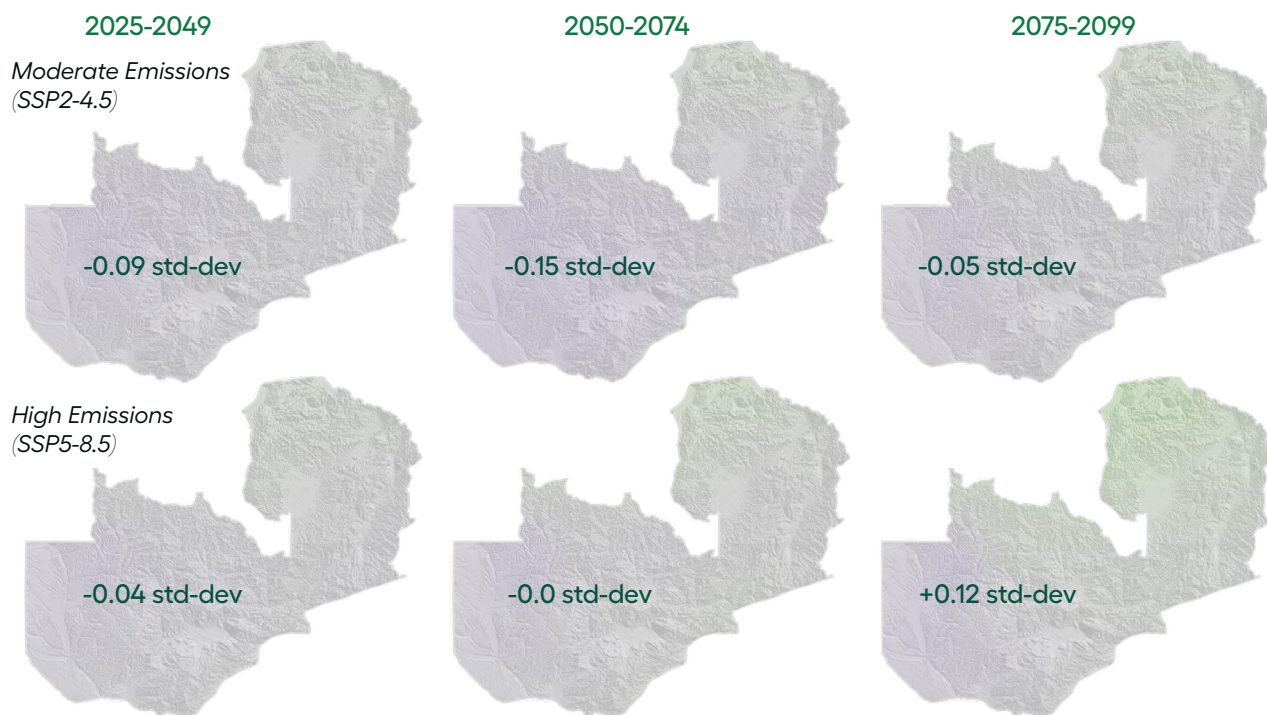 2025-2049
2050-2074
2075-2099
Moderate Emissions
(SSP2-4.5)
-0.09 std-dev
-0.15 std-dev
-0.05 std-dev
High Emissions
(SSP5-8.5)
-0.04 std-dev
-0.0 std-dev
+0.12 std-dev